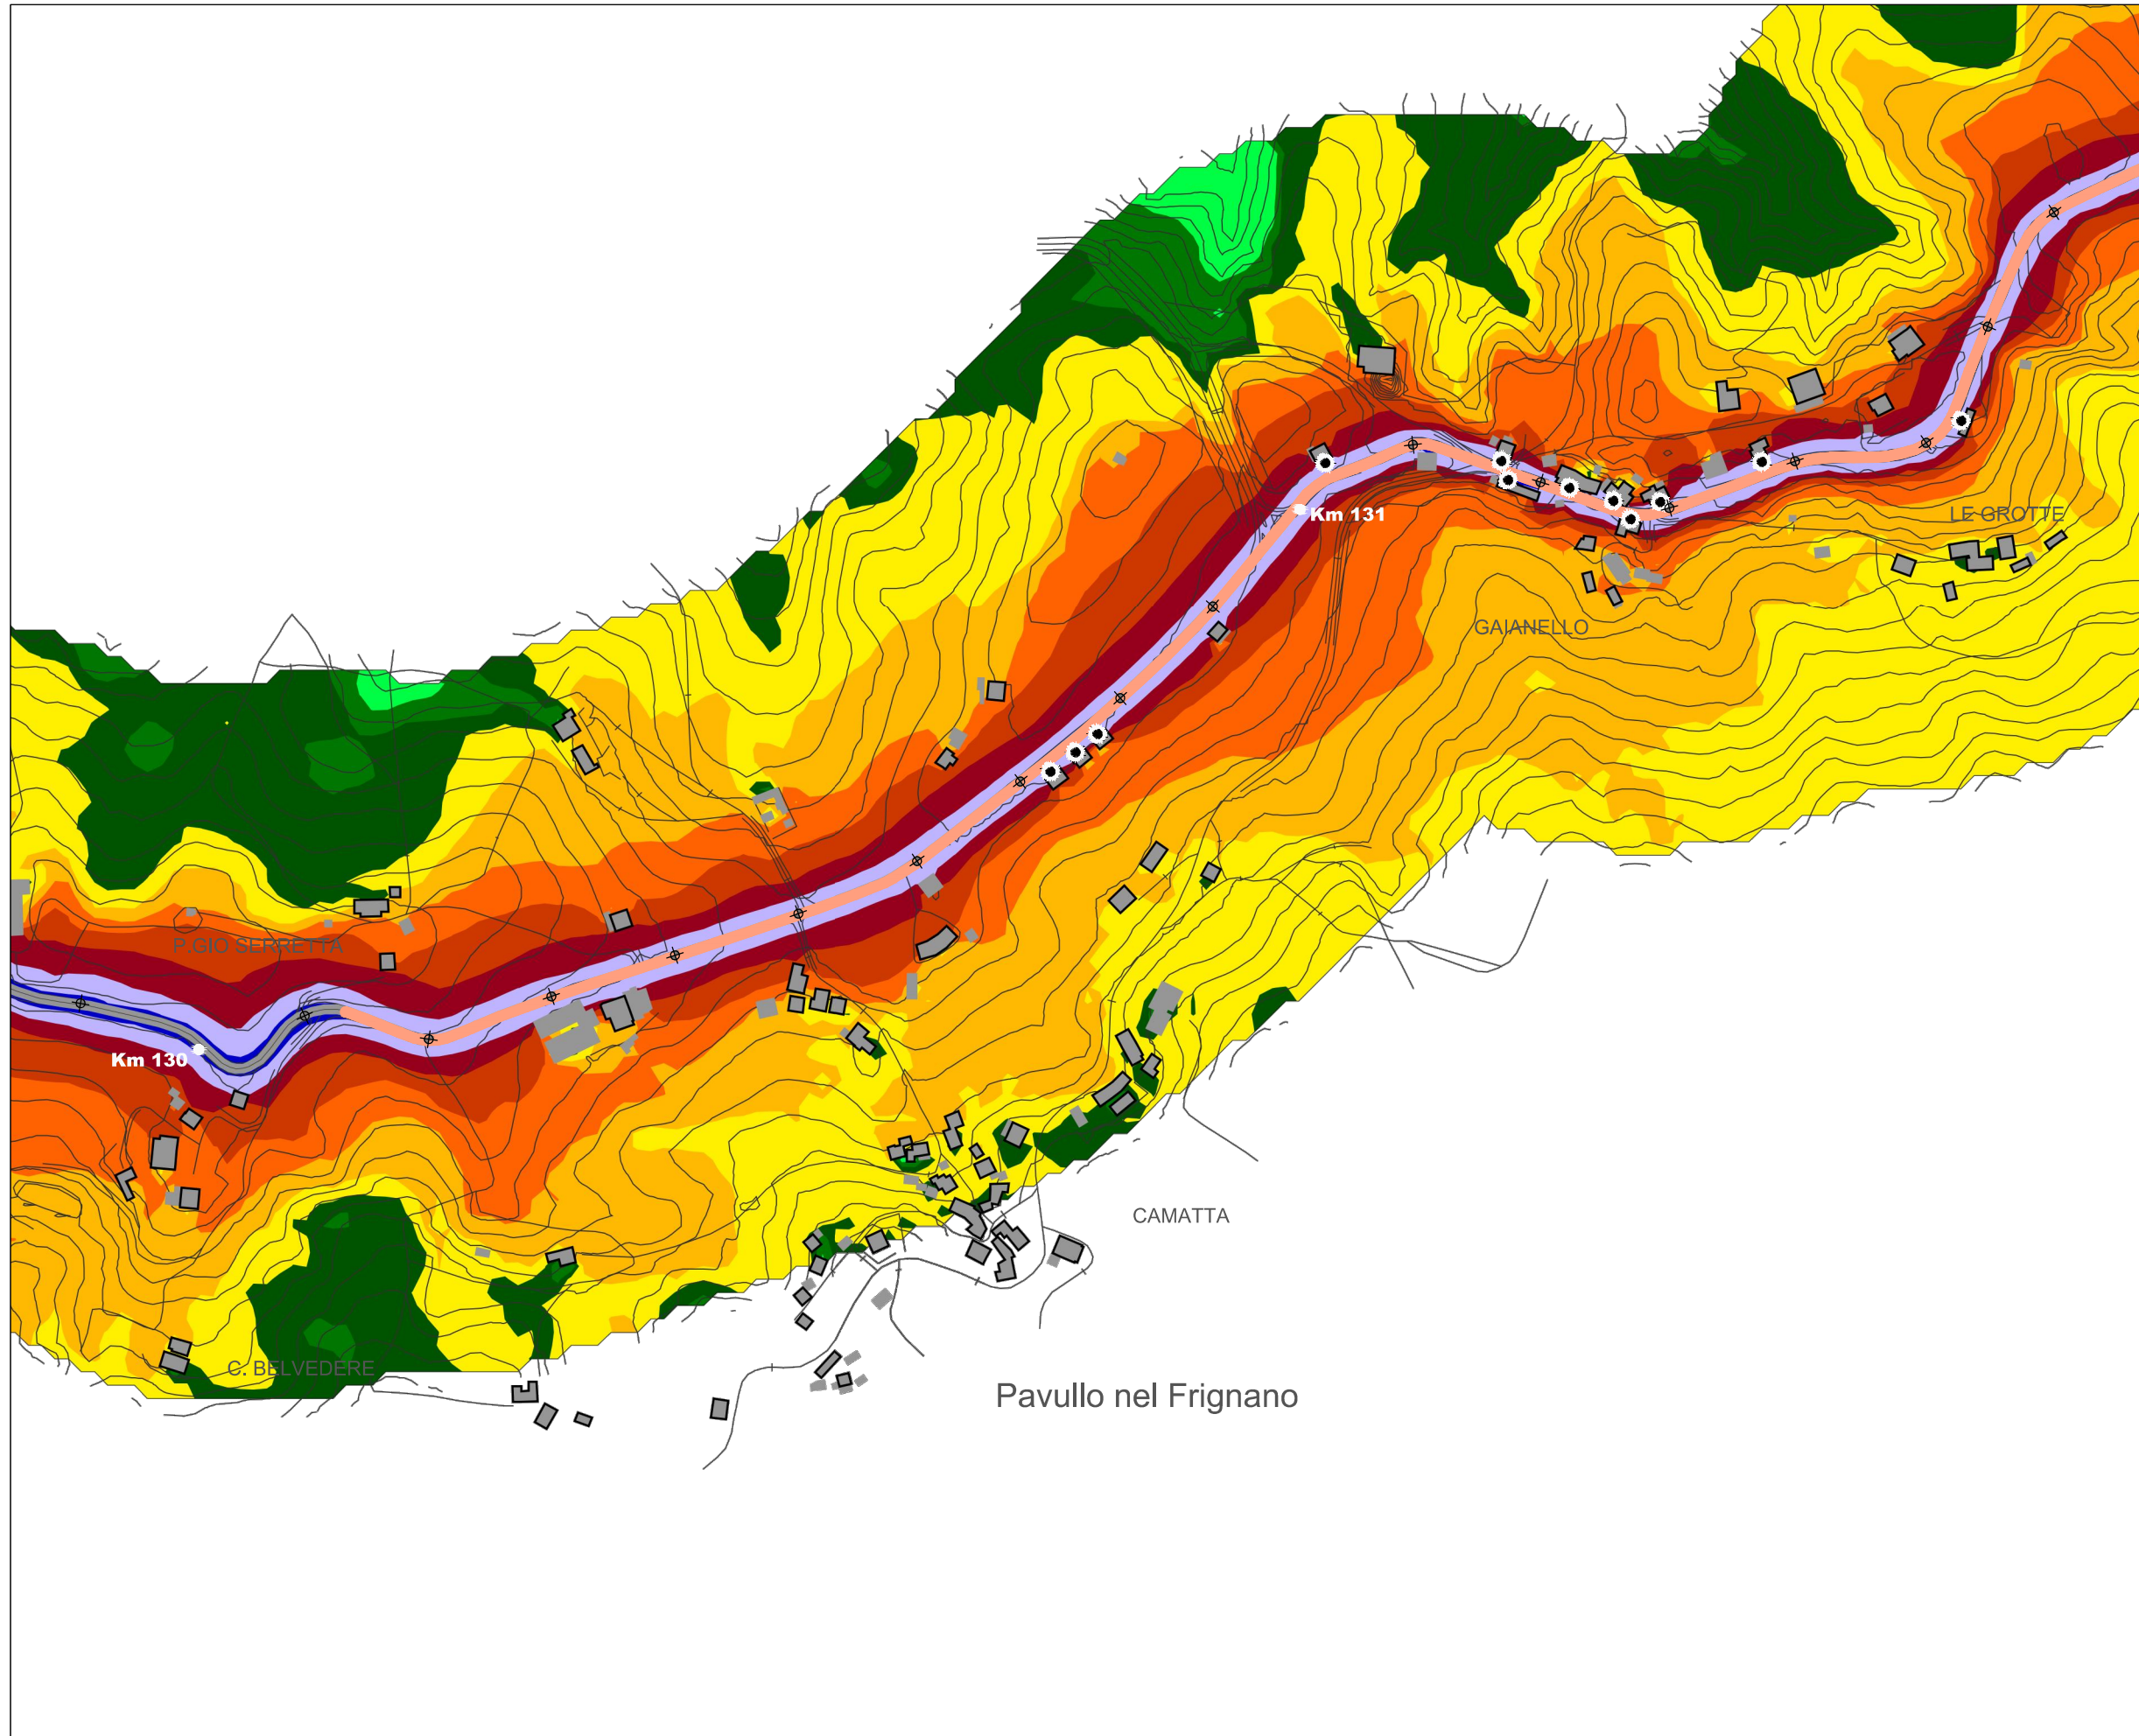 Km 131
LE GROTTE
GAIANELLO
P.GIO SERRETTA
Km 130
CAMATTA
C. BELVEDERE
Pavullo nel Frignano